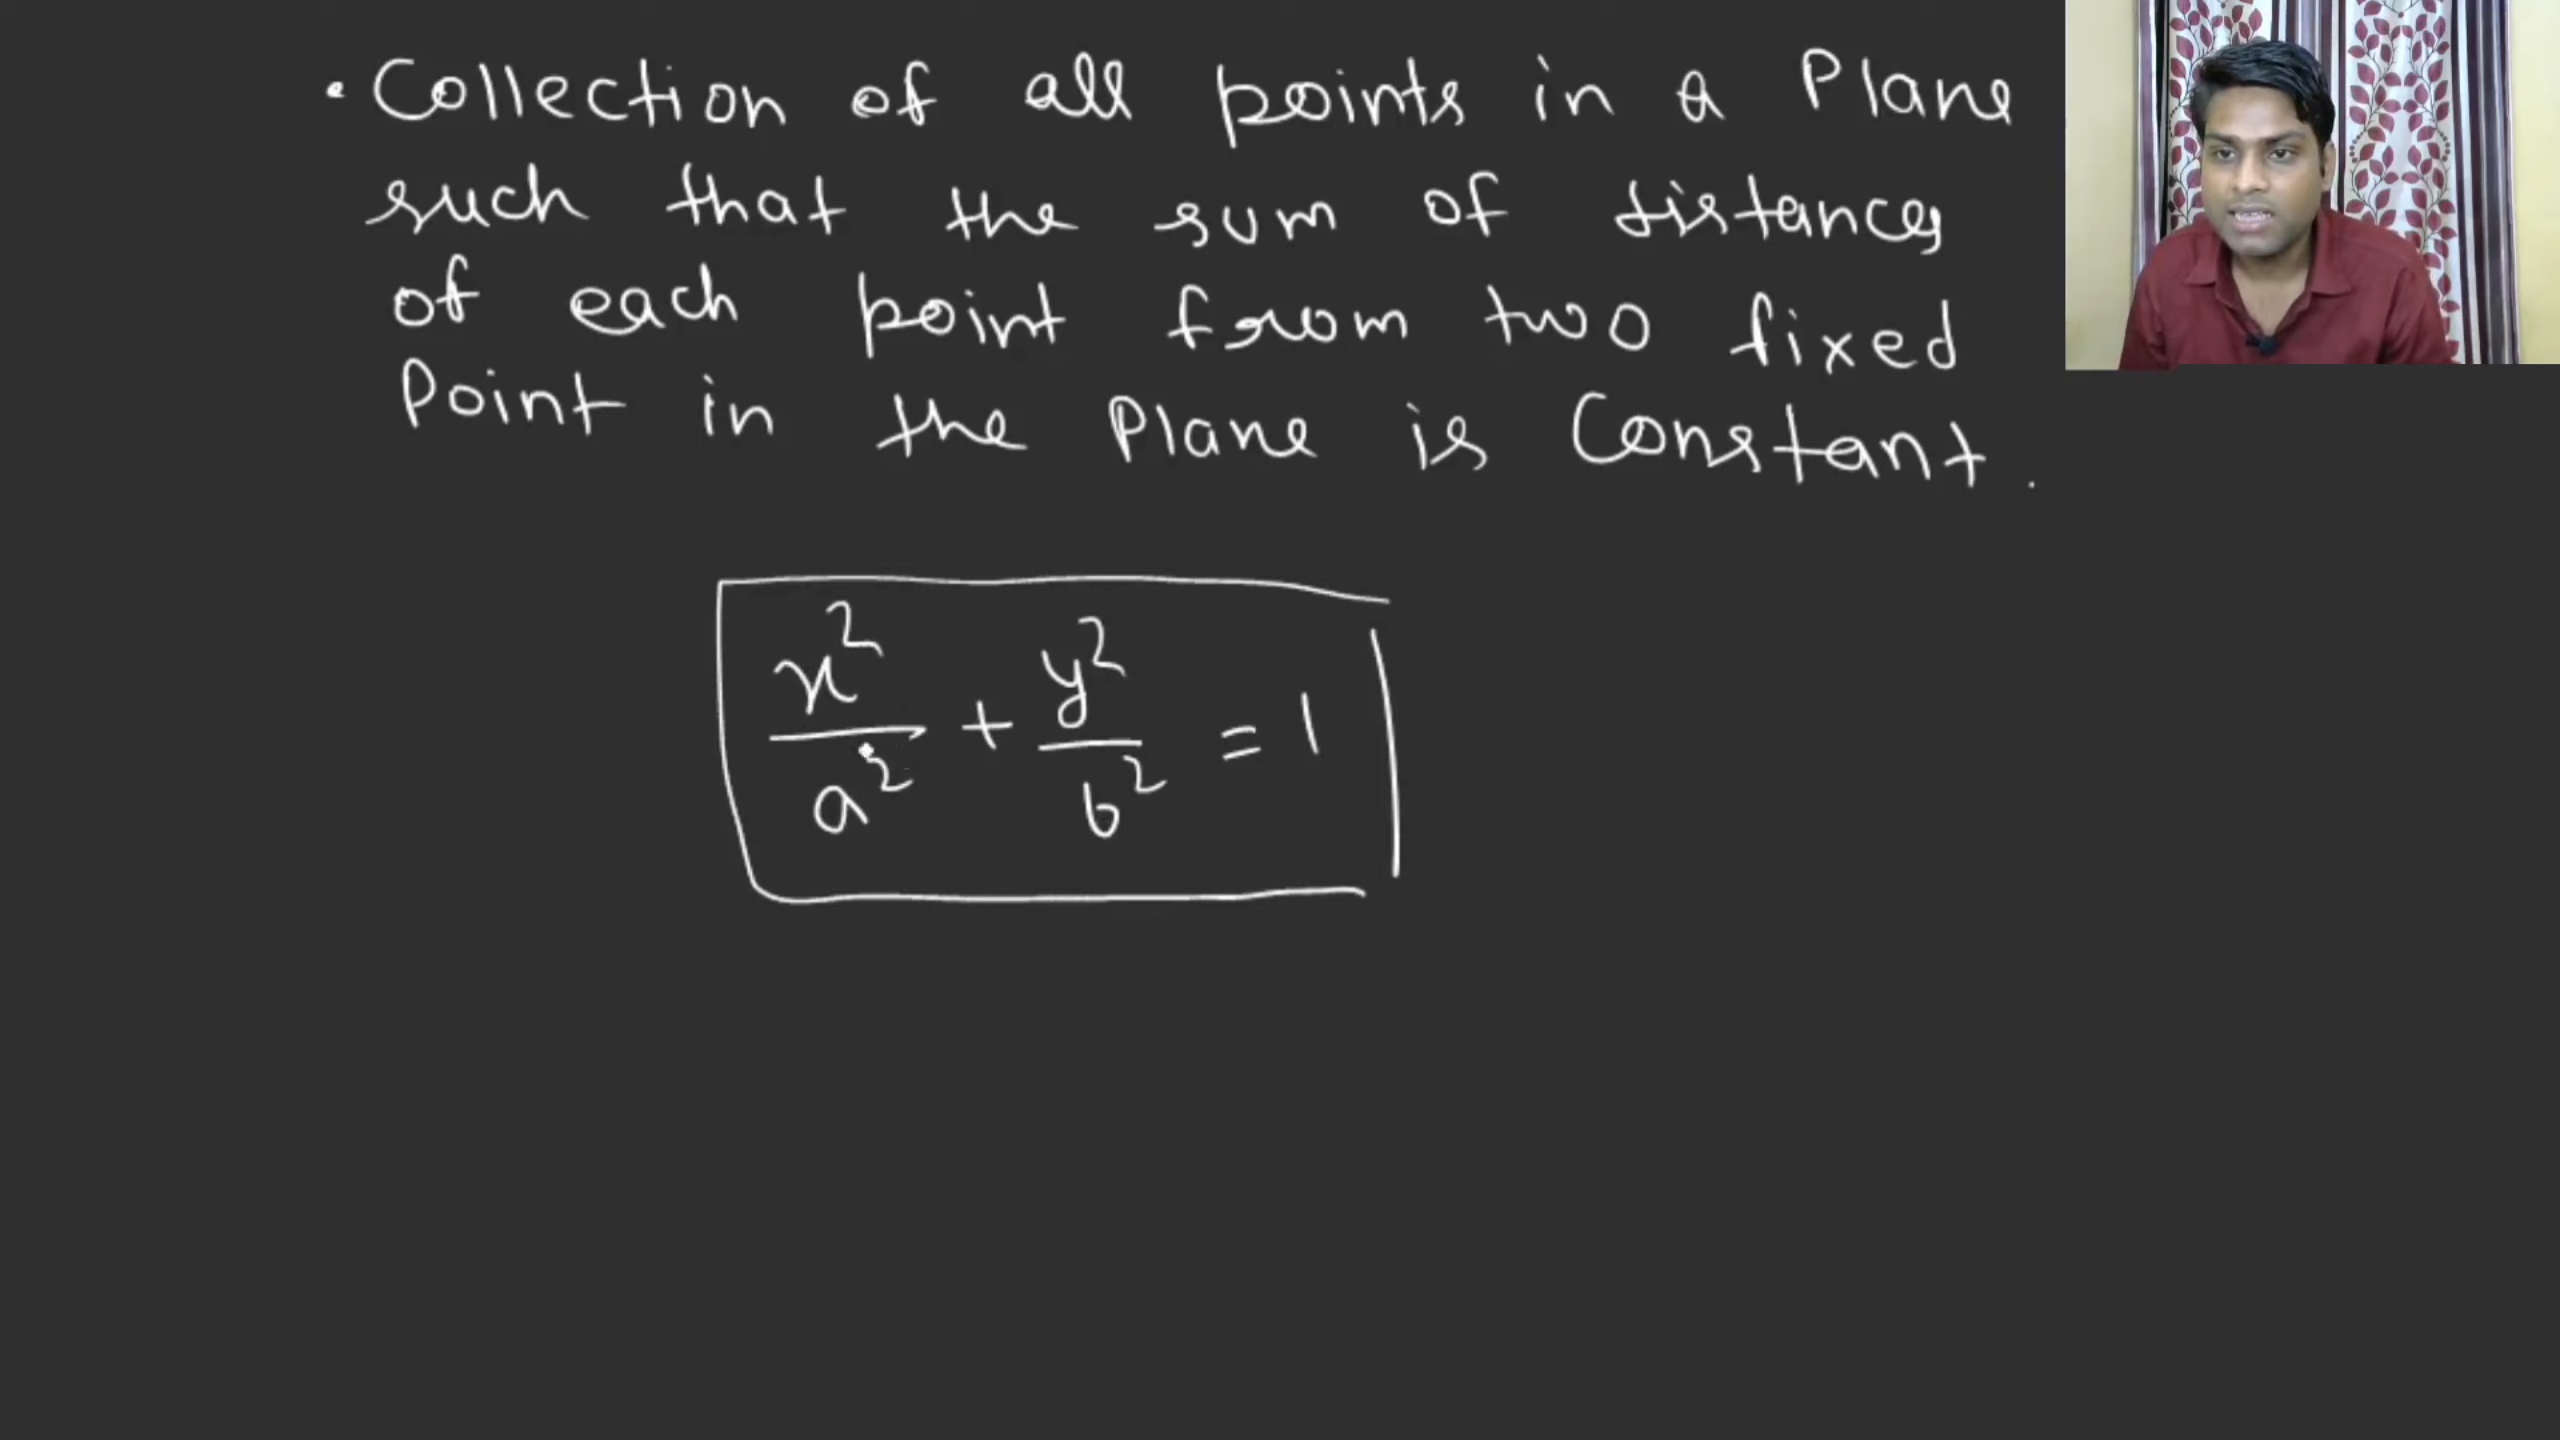 • Collection of all points in a Plane
such that the sum of distances
of each point from two fixed
Point in the Plane is Constant.
x²/a² + y²/b² = 1